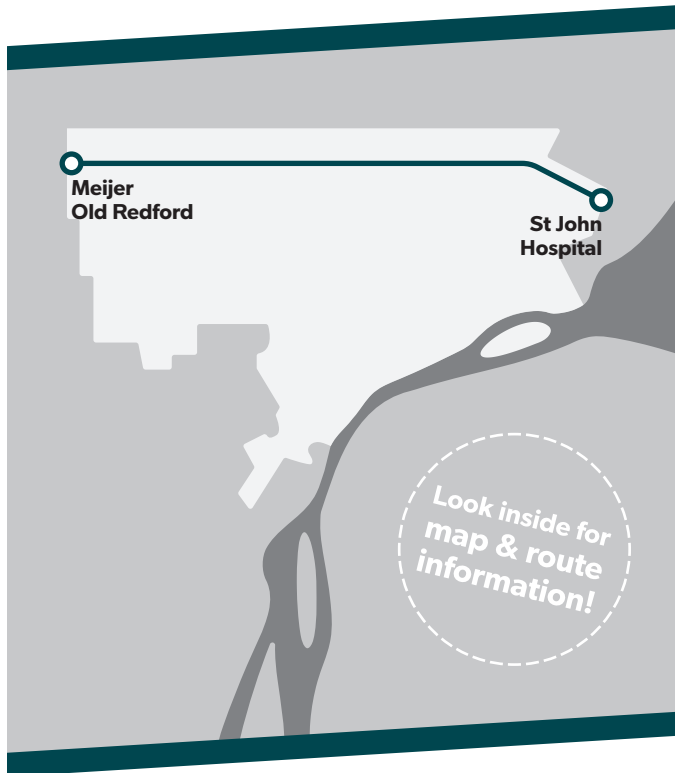 Meijer
Old Redford
St John
Hospital
Look inside for
map & route
information!